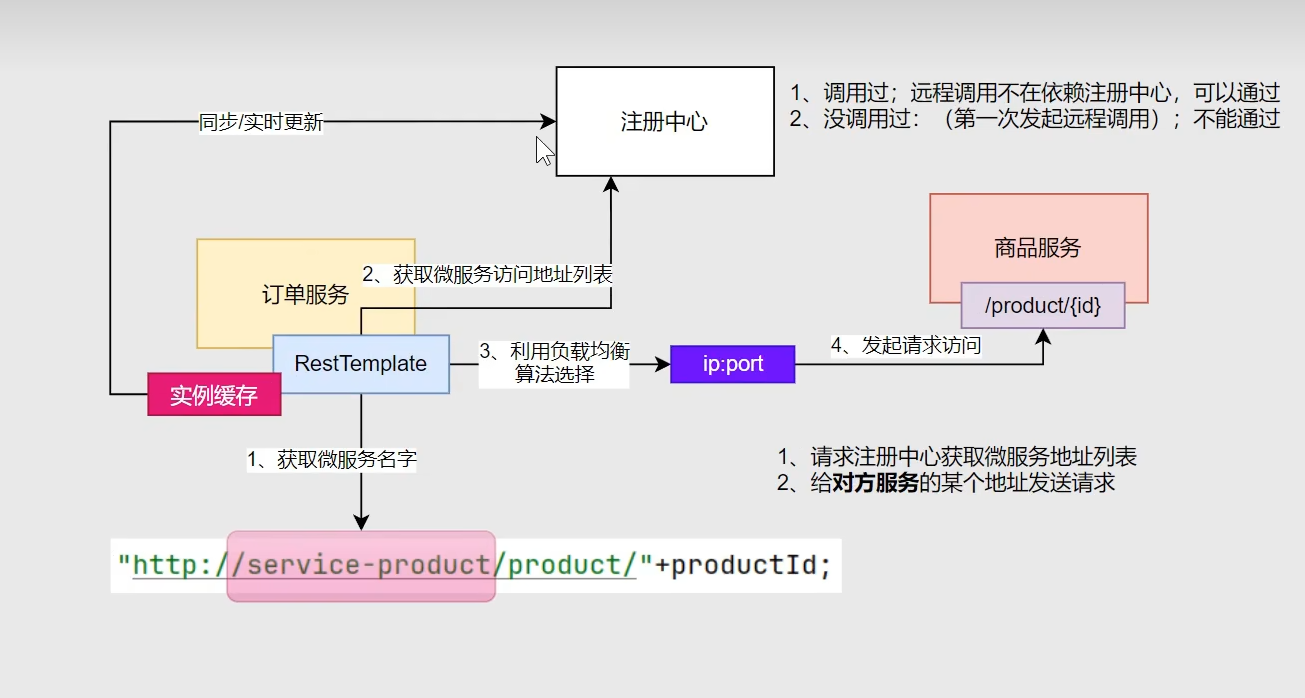 同步/实时更新
注册中心
1、调用过；远程调用不在依赖注册中心，可以通过
2、没调用过：（第一次发起远程调用）；不能通过
商品服务
/product/{id}
订单服务
2、获取微服务访问地址列表
RestTemplate
实例缓存
3、利用负载均衡
算法选择
ip:port
4、发起请求访问
1、获取微服务名字
1、请求注册中心获取微服务地址列表
2、给对方服务的某个地址发送请求
"http://service-product/product/"+productId;